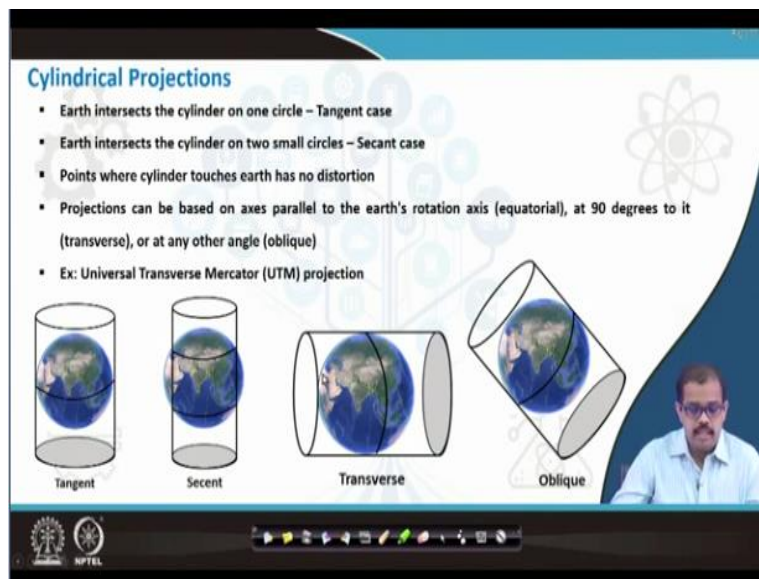 Cylindrical Projections
▪ Earth intersects the cylinder on one circle – Tangent case
▪ Earth intersects the cylinder on two small circles – Secant case
▪ Points where cylinder touches earth has no distortion
▪ Projections can be based on axes parallel to the earth's rotation axis (equatorial), at 90 degrees to it
(transverse), or at any other angle (oblique)
▪ Ex: Universal Transverse Mercator (UTM) projection
Tangent
Secent
Transverse
Oblique
NPTEL